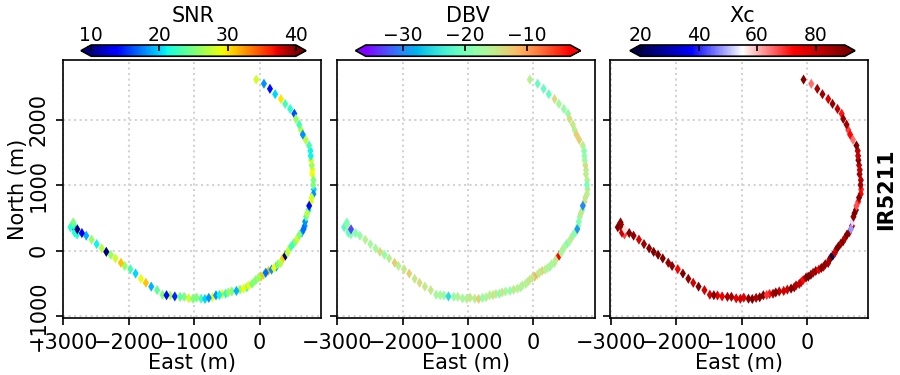 SNR
DBV
Xc
10 20 30 40
−30 −20 −10
20 40 60 80
North (m)
2000
1000
0
−1000
−3000 −2000 −1000 0
−3000 −2000 −1000 0
−3000 −2000 −1000 0
East (m)
East (m)
East (m)
IR5211